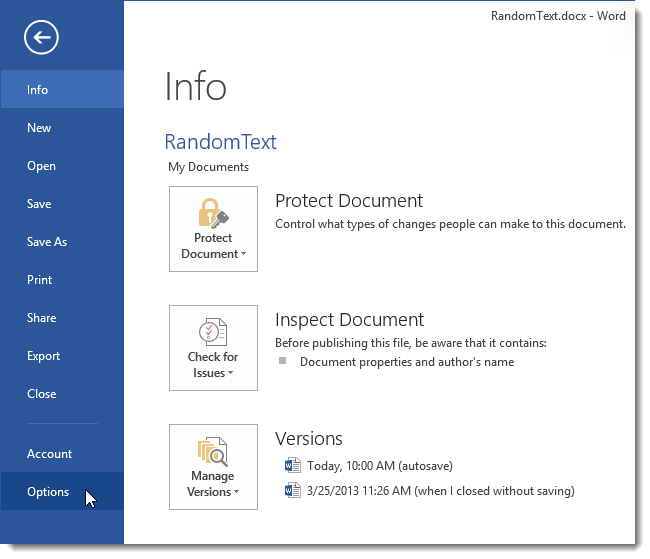 RandomText.docx - Word
Info
New
Open
Save
Save As
Print
Share
Export
Close
Account
Options
Info
RandomText
My Documents
Protect
Document
Protect Document
Control what types of changes people can make to this document.
Check for
Issues
Inspect Document
Before publishing this file, be aware that it contains:
Document properties and author's name
Manage
Versions
Versions
Today, 10:00 AM (autosave)
3/25/2013 11:26 AM (when I closed without saving)